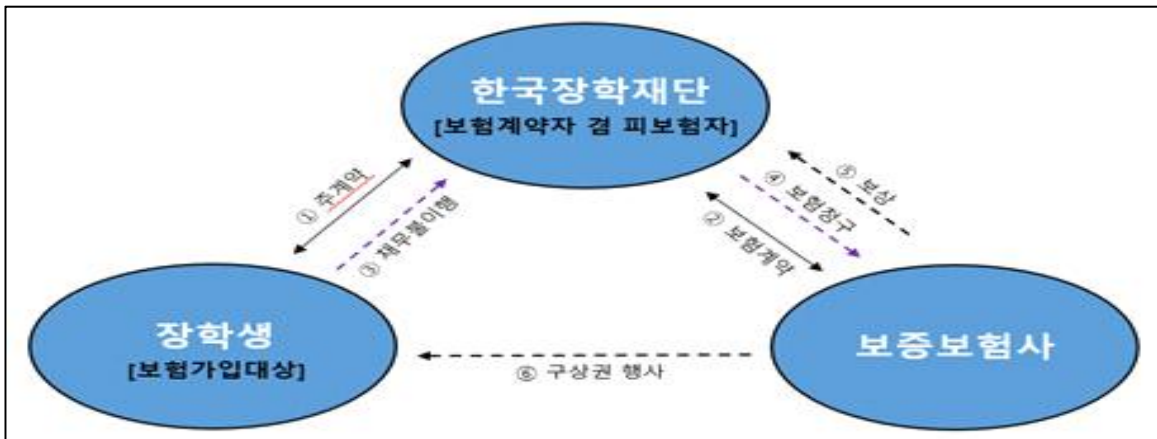 한국장학재단
[보험계약자 겸 피보험자]
① 주계약
③ 채무불이행
④ 보험청구
⑤ 보상
② 보험계약
장학생
[보험가입대상]
보증보험사
⑥ 구상권 행사